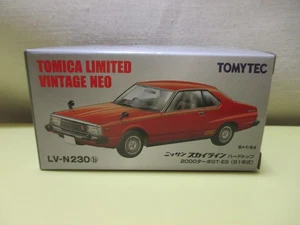 TOMICA LIMITED
VINTAGE NEO
TOMYTEC
LV-N230 b
ニッサン スカイライン ハードトップ
2000ターボGT-ES (81年式)